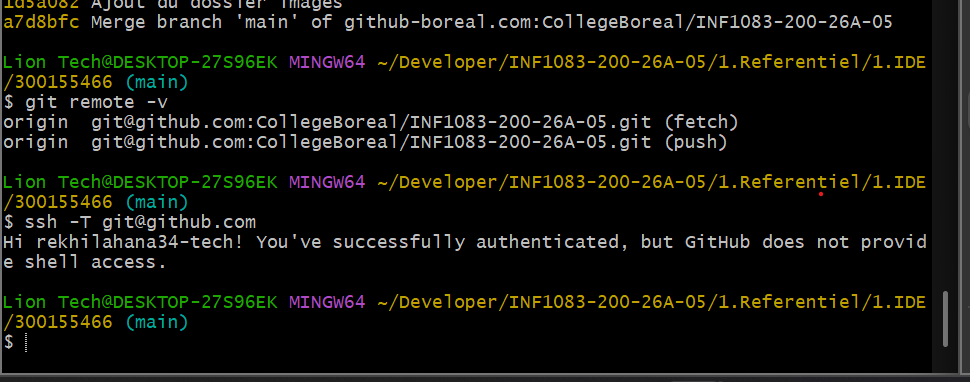 1d5a082 Ajout du dossier images
a7d8bfc Merge branch 'main' of github-boreal.com:CollegeBoreal/INF1083-200-26A-05
Lion Tech@DESKTOP-27S96EK MINGW64 ~/Developer/INF1083-200-26A-05/1.Referentiel/1.IDE
/300155466 (main)
$ git remote -v
origin  git@github.com:CollegeBoreal/INF1083-200-26A-05.git (fetch)
origin  git@github.com:CollegeBoreal/INF1083-200-26A-05.git (push)
Lion Tech@DESKTOP-27S96EK MINGW64 ~/Developer/INF1083-200-26A-05/1.Referentiel/1.IDE
/300155466 (main)
$ ssh -T git@github.com
Hi rekhilahana34-tech! You've successfully authenticated, but GitHub does not provid
e shell access.
Lion Tech@DESKTOP-27S96EK MINGW64 ~/Developer/INF1083-200-26A-05/1.Referentiel/1.IDE
/300155466 (main)
$